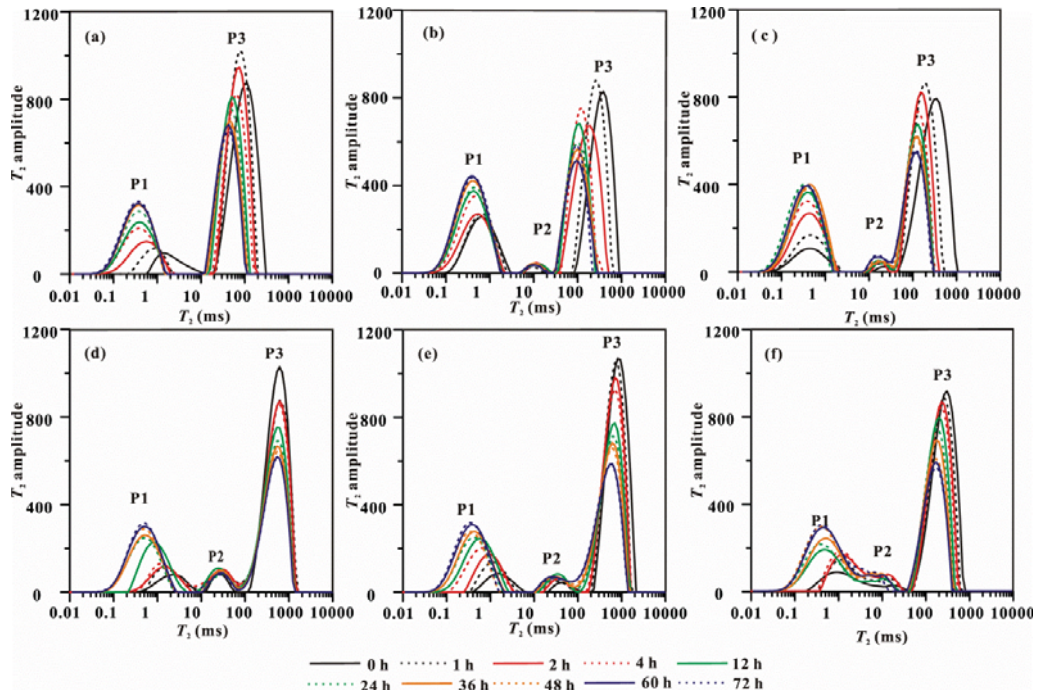 (a)
P1
P3
T2 amplitude
1200
800
400
0
0.01 0.1 1 10 100 1000 10000
T2 (ms)
(b)
P1
P2
P3
T2 amplitude
1200
800
400
0
0.01 0.1 1 10 100 1000 10000
T2 (ms)
( c )
P1
P2
P3
T2 amplitude
1200
800
400
0
0.01 0.1 1 10 100 1000 10000
T2 (ms)
(d)
P1
P2
P3
T2 amplitude
1200
800
400
0
0.01 0.1 1 10 100 1000 10000
T2 (ms)
(e)
P1
P2
P3
T2 amplitude
1200
800
400
0
0.01 0.1 1 10 100 1000 10000
T2 (ms)
(f)
P1
P2
P3
T2 amplitude
1200
800
400
0
0.01 0.1 1 10 100 1000 10000
T2 (ms)
0 h 1 h 2 h 4 h 12 h
24 h 36 h 48 h 60 h 72 h